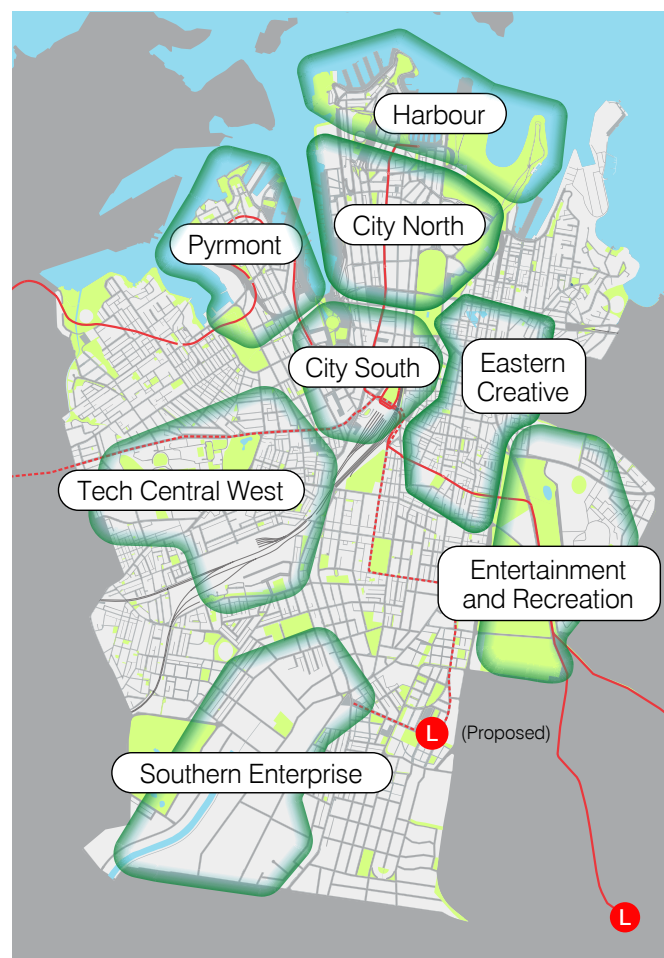 Harbour
City North
Pyrmont
City South
Eastern
Creative
Tech Central West
Entertainment
and Recreation
L
(Proposed)
Southern Enterprise
L